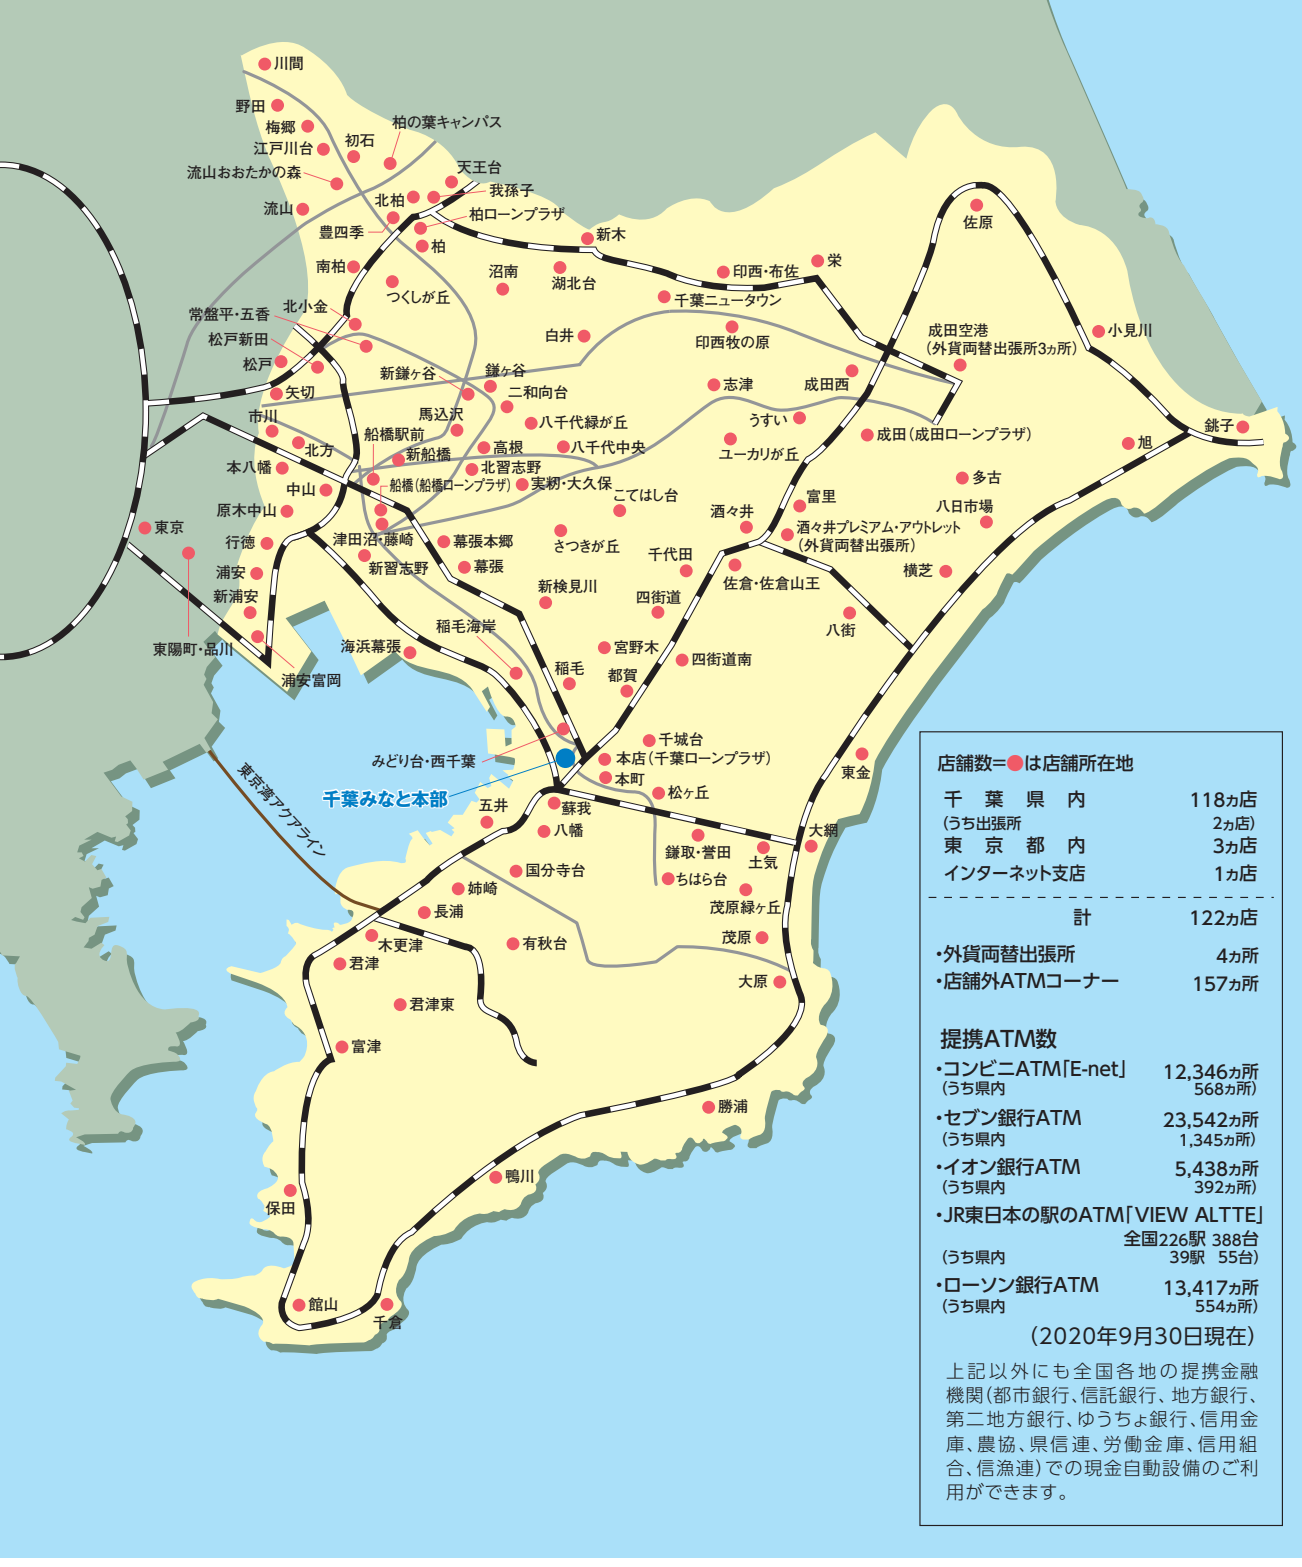 川間
野田
梅郷
江戸川台
初石
柏の葉キャンパス
流山おおたかの森
天王台
流山
北柏
我孫子
豊四季
柏ローンプラザ
柏
新木
南柏
つくしが丘
沼南
湖北台
印西・布佐
栄
佐原
常盤平・五香
北小金
千葉ニュータウン
松戸新田
白井
印西牧の原
成田空港
(外貨両替出張所3ヵ所)
小見川
松戸
新鎌ヶ谷
鎌ヶ谷
志津
成田西
矢切
二和向台
市川
馬込沢
八千代緑が丘
うすい
銚子
北方
船橋駅前
高根
八千代中央
ユーカリが丘
成田(成田ローンプラザ)
旭
本八幡
新船橋
北習志野
多古
中山
船橋(船橋ローンプラザ)
実籾・大久保
こてはし台
富里
八日市場
原木中山
酒々井
東京
津田沼・藤崎
幕張本郷
さつきが丘
酒々井プレミアム・アウトレット
(外貨両替出張所)
行徳
新習志野
幕張
千代田
浦安
新検見川
佐倉・佐倉山王
横芝
新浦安
四街道
八街
稲毛海岸
東陽町・品川
海浜幕張
宮野木
四街道南
浦安富岡
稲毛
都賀
みどり台・西千葉
千城台
本店(千葉ローンプラザ)
東金
東京湾アクアライン
千葉みなと本部
本町
松ヶ丘
五井
蘇我
八幡
大網
鎌取・誉田
土気
国分寺台
姉崎
ちはら台
長浦
茂原緑ヶ丘
木更津
有秋台
茂原
君津
大原
君津東
富津
勝浦
鴨川
保田
館山
千倉
店舗数=●は店舗所在地
千葉県内 118ヵ店
(うち出張所 2ヵ店)
東京都内 3ヵ店
インターネット支店 1ヵ店
計 122ヵ店
・外貨両替出張所 4ヵ所
・店舗外ATMコーナー 157ヵ所
提携ATM数
・コンビニATM「E-net」 12,346ヵ所
(うち県内 568ヵ所)
・セブン銀行ATM 23,542ヵ所
(うち県内 1,345ヵ所)
・イオン銀行ATM 5,438ヵ所
(うち県内 392ヵ所)
・JR東日本の駅のATM「VIEW ALTTE」
全国226駅 388台
(うち県内 39駅 55台)
・ローソン銀行ATM 13,417ヵ所
(うち県内 554ヵ所)
(2020年9月30日現在)
上記以外にも全国各地の提携金融
機関(都市銀行、信託銀行、地方銀行、
第二地方銀行、ゆうちょ銀行、信用金
庫、農協、県信連、労働金庫、信用組
合、信漁連)での現金自動設備のご利
用ができます。